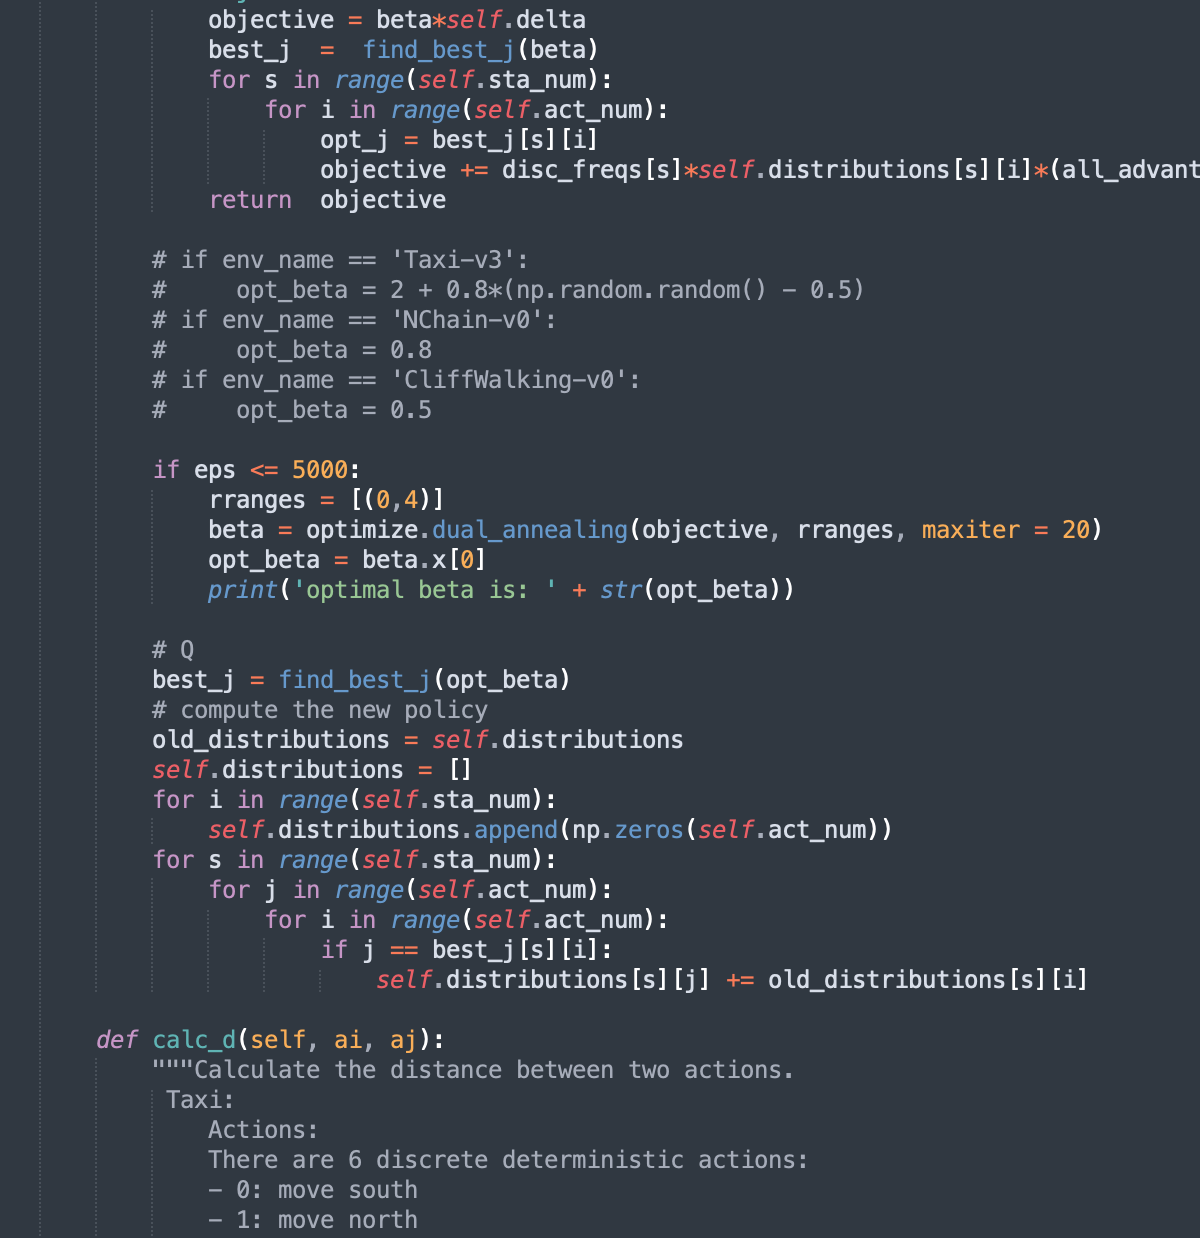 objective = beta*self.delta
best_j  =  find_best_j(beta)
for s in range(self.sta_num):
for i in range(self.act_num):
opt_j = best_j[s][i]
objective += disc_freqs[s]*self.distributions[s][i]*(all_advant
return  objective
# if env_name == 'Taxi-v3':
#     opt_beta = 2 + 0.8*(np.random.random() - 0.5)
# if env_name == 'NChain-v0':
#     opt_beta = 0.8
# if env_name == 'CliffWalking-v0':
#     opt_beta = 0.5
if eps <= 5000:
rranges = [(0,4)]
beta = optimize.dual_annealing(objective, rranges, maxiter = 20)
opt_beta = beta.x[0]
print('optimal beta is: ' + str(opt_beta))
# Q
best_j = find_best_j(opt_beta)
# compute the new policy
old_distributions = self.distributions
self.distributions = []
for i in range(self.sta_num):
self.distributions.append(np.zeros(self.act_num))
for s in range(self.sta_num):
for j in range(self.act_num):
for i in range(self.act_num):
if j == best_j[s][i]:
self.distributions[s][j] += old_distributions[s][i]
def calc_d(self, ai, aj):
"""Calculate the distance between two actions.
Taxi:
Actions:
There are 6 discrete deterministic actions:
- 0: move south
- 1: move north